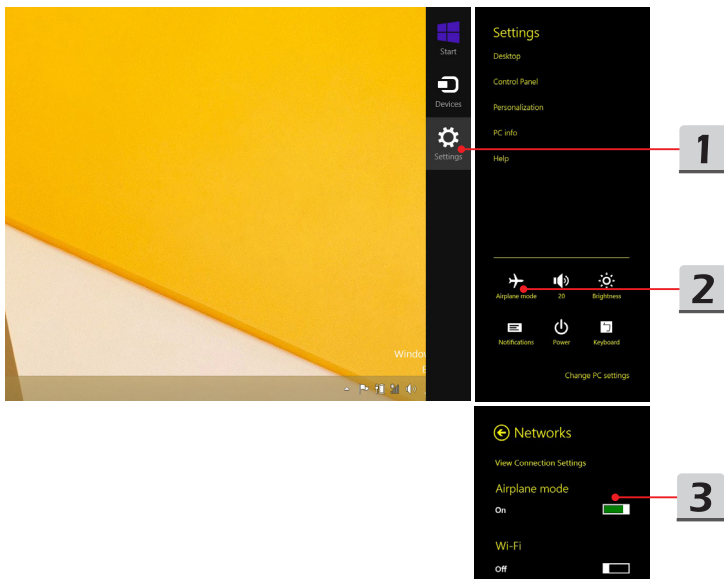 Start
Devices
Settings
Settings
Desktop
Control Panel
Personalization
PC info
Help
1
Airplane mode
20
Brightness
2
Notifications
Power
Keyboard
Change PC settings
Networks
View Connection Settings
Airplane mode
On
3
Wi-Fi
Off